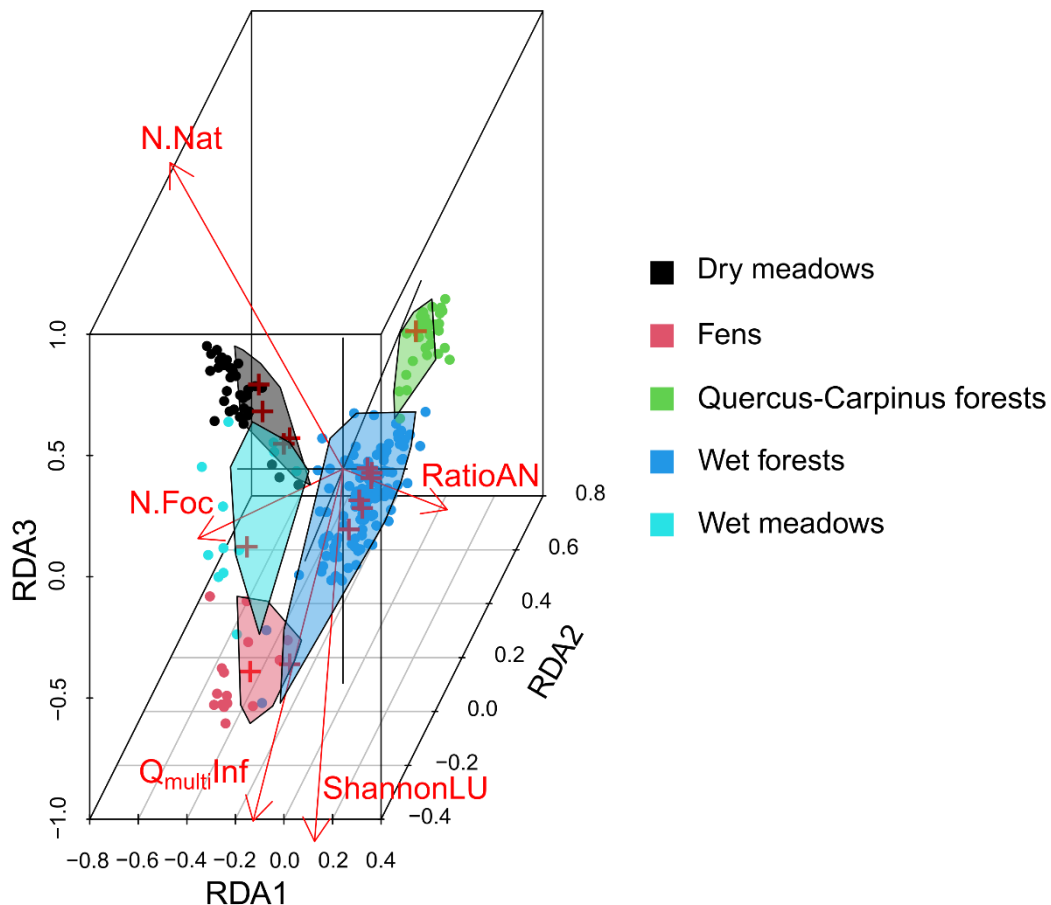 N.Nat
Dry meadows
Fens
Quercus-Carpinus forests
Wet forests
Wet meadows
RatioAN
N.Foc
QmultiInf
ShannonLU
RDA3
1.0
0.5
0.0
−0.5
−1.0
0.8
0.6
0.4
0.2
0.0
−0.2
−0.4
RDA2
−0.8 −0.6 −0.4 −0.2 0.0 0.2 0.4
RDA1